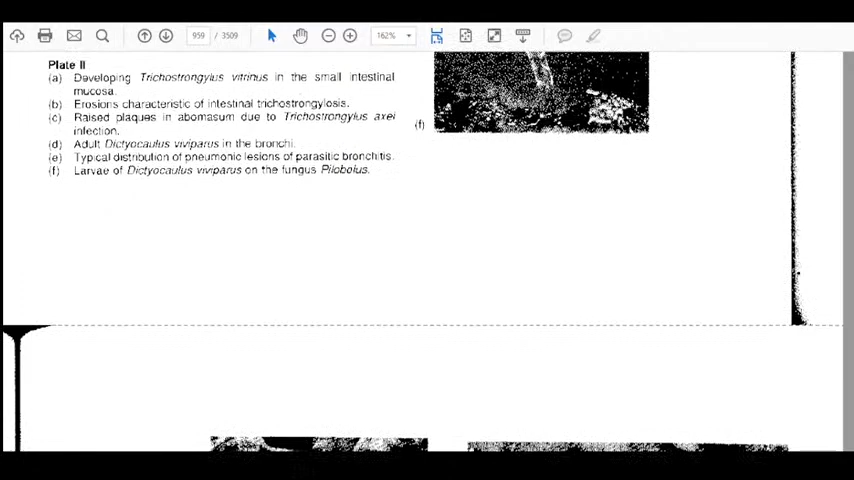 959 / 3509 162%
Plate II
(a) Developing Trichostrongylus vitrinus in the small intestinal
mucosa.
(b) Erosions characteristic of intestinal trichostrongylosis.
(c) Raised plaques in abomasum due to Trichostrongylus axei
infection.
(d) Adult Dictyocaulus viviparus in the bronchi.
(e) Typical distribution of pneumonic lesions of parasitic bronchitis.
(f) Larvae of Dictyocaulus viviparus on the fungus Pilobolus.
(f)